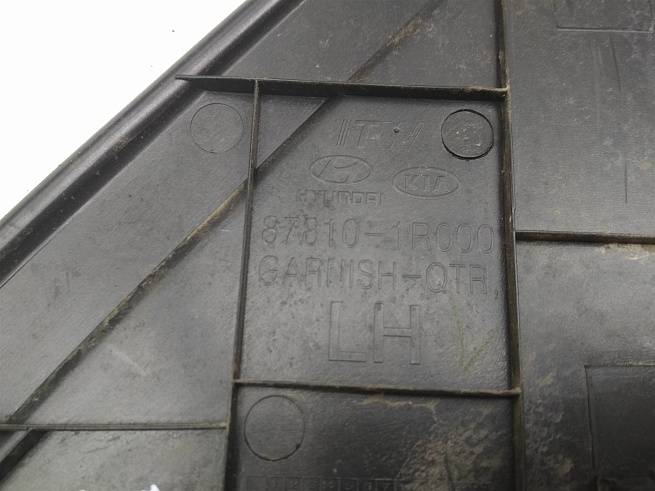 HYUNDAI KIA
87810-1R000
GARNISH-QTR
LH